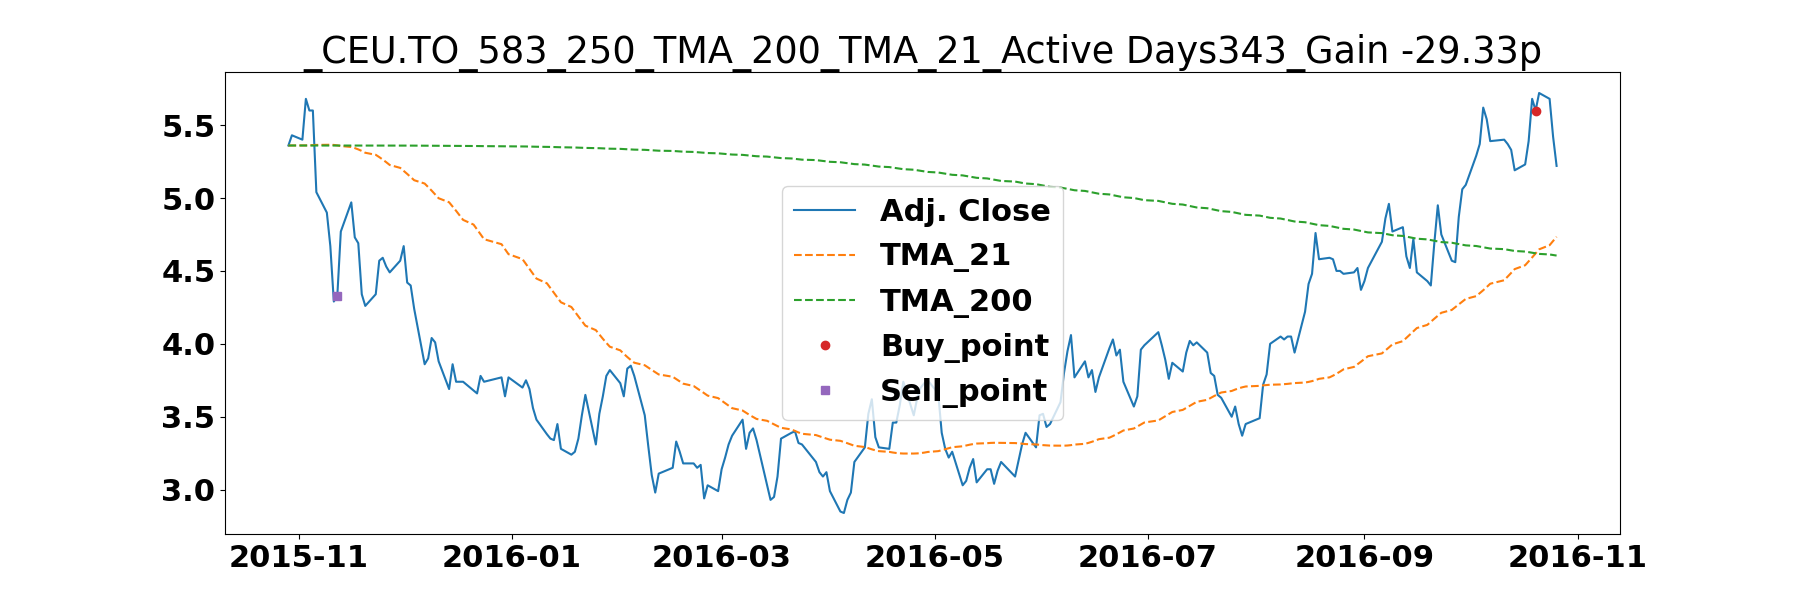 _CEU.TO_583_250_TMA_200_TMA_21_Active Days343_Gain -29.33p
5.5
5.0
4.5
4.0
3.5
3.0
Adj. Close
TMA_21
TMA_200
Buy_point
Sell_point
2015-11 2016-01 2016-03 2016-05 2016-07 2016-09 2016-11